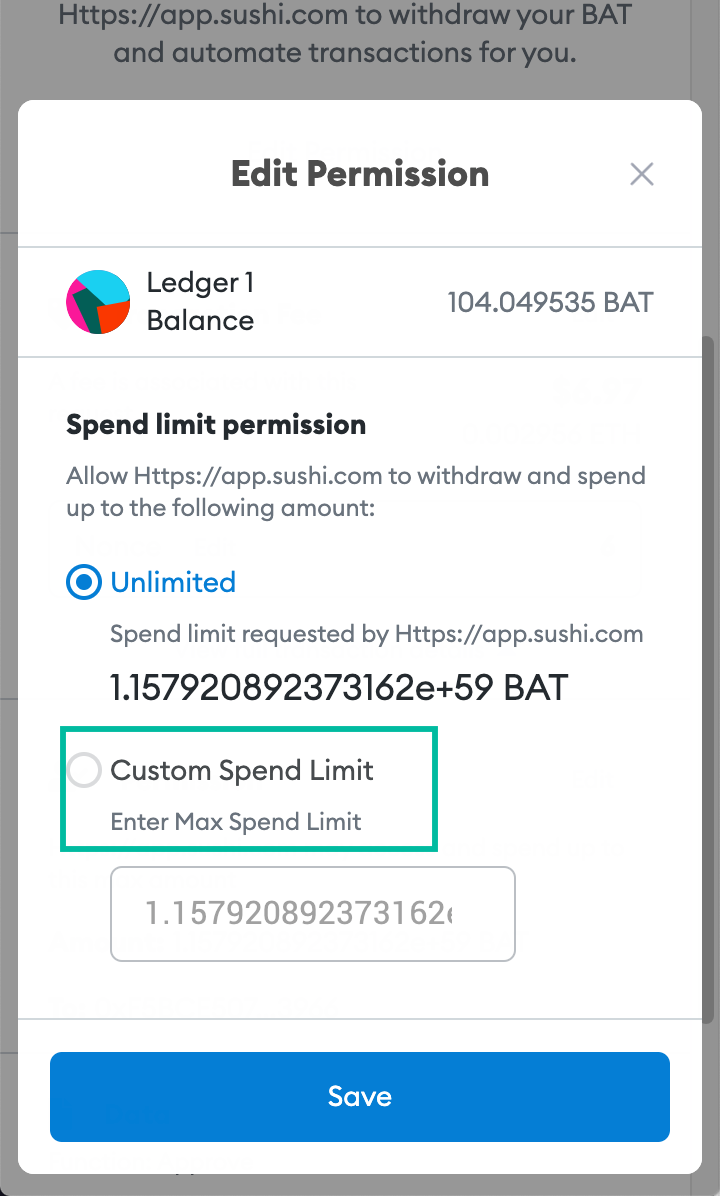 Https://app.sushi.com to withdraw your BAT
and automate transactions for you.
Edit Permission
Ledger 1
Balance
104.049535 BAT
Spend limit permission
Allow Https://app.sushi.com to withdraw and spend
up to the following amount:
Unlimited
Spend limit requested by Https://app.sushi.com
1.157920892373162e+59 BAT
Custom Spend Limit
Enter Max Spend Limit
1.157920892373162e
Save